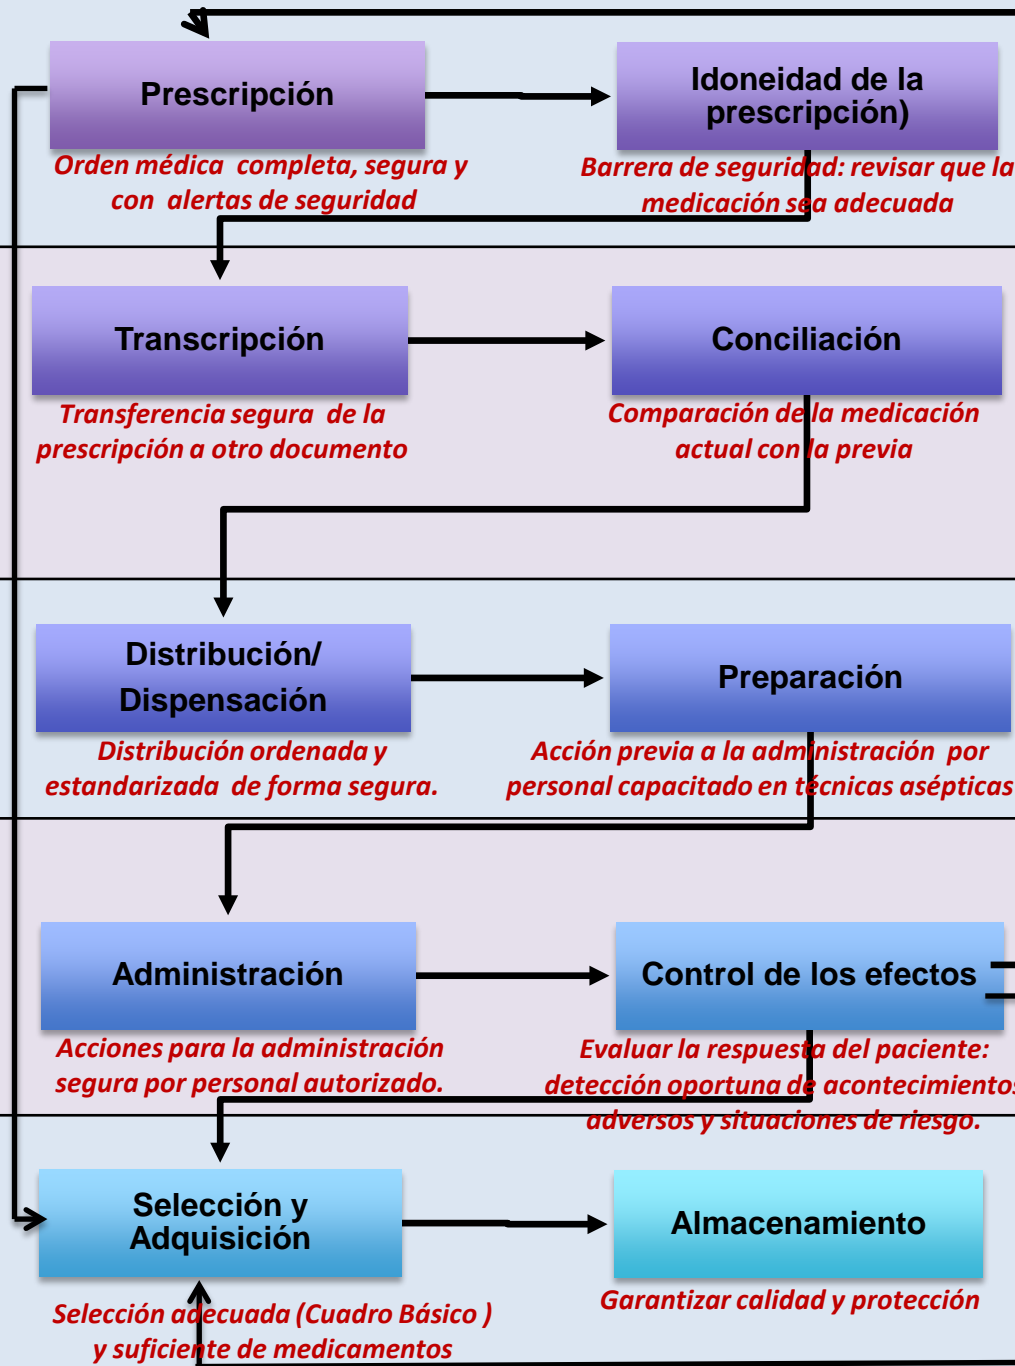 Prescripción
Idoneidad de la
prescripción)
Orden médica completa, segura y
con alertas de seguridad
Barrera de seguridad: revisar que la
medicación sea adecuada
Transcripción
Conciliación
Transferencia segura de la
prescripción a otro documento
Comparación de la medicación
actual con la previa
Distribución/
Dispensación
Preparación
Distribución ordenada y
estandarizada de forma segura.
Acción previa a la administración por
personal capacitado en técnicas asépticas
Administración
Control de los efectos
Acciones para la administración
segura por personal autorizado.
Evaluar la respuesta del paciente:
detección oportuna de acontecimientos
adversos y situaciones de riesgo.
Selección y
Adquisición
Almacenamiento
Selección adecuada (Cuadro Básico )
y suficiente de medicamentos
Garantizar calidad y protección